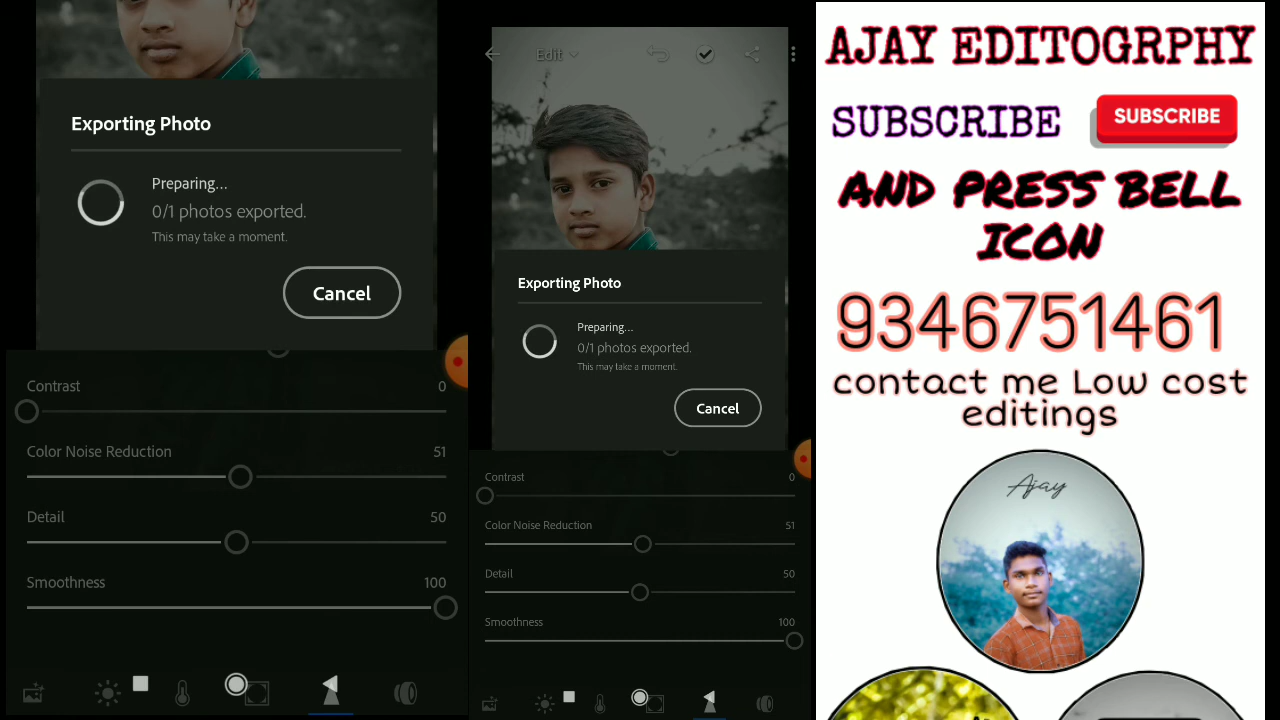 Exporting Photo
Preparing...
0/1 photos exported.
This may take a moment.
Cancel
Contrast 0
Color Noise Reduction 51
Detail 50
Smoothness 100
Edit
Exporting Photo
Preparing...
0/1 photos exported.
This may take a moment.
Cancel
Contrast 0
Color Noise Reduction 51
Detail 50
Smoothness 100
AJAY EDITOGRPHY
SUBSCRIBE SUBSCRIBE
AND PRESS BELL
ICON
9346751461
contact me Low cost
editings
Ajay